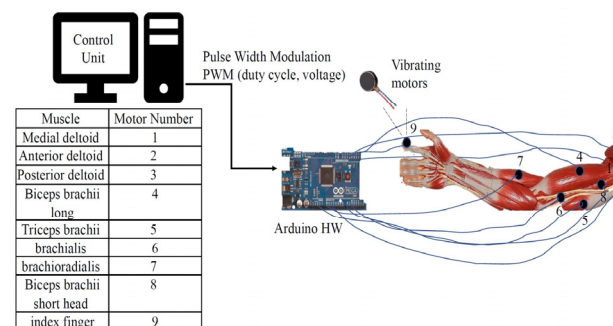 Control
Unit
Pulse Width Modulation
PWM (duty cycle, voltage)
Vibrating
motors
Muscle Motor Number
Medial deltoid 1
Anterior deltoid 2
Posterior deltoid 3
Biceps brachii
long 4
Triceps brachii 5
brachialis 6
brachioradialis 7
Biceps brachii
short head 8
index finger 9
Arduino HW
9
7
4
1
6
8
5